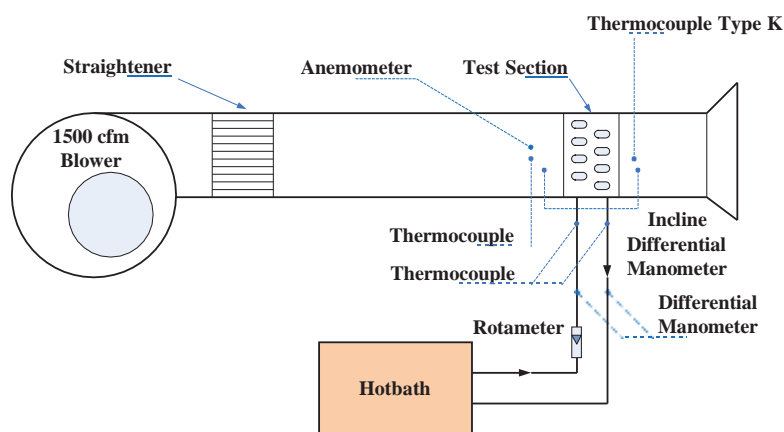 Thermocouple Type K
Straightener
Anemometer
Test Section
1500 cfm
Blower
Thermocouple
Incline
Differential
Manometer
Thermocouple
Differential
Manometer
Rotameter
Hotbath